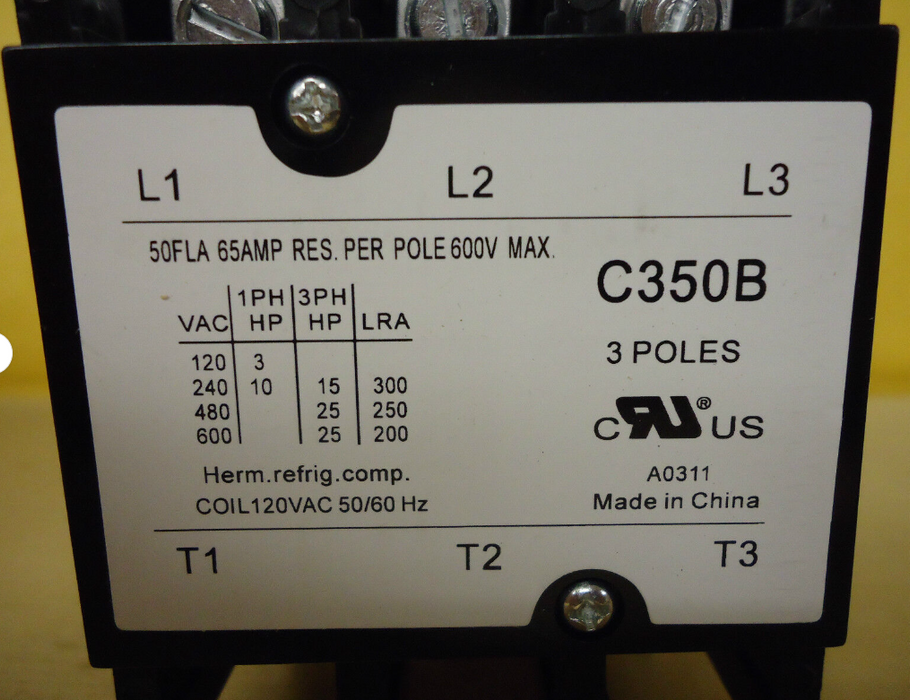 L1 L2 L3
50FLA 65AMP RES. PER POLE 600V MAX.
C350B
3 POLES
1PH 3PH
VAC HP HP LRA
120 3
240 10 15 300
480 25 250
600 25 200
Herm.refrig.comp.
COIL120VAC 50/60 Hz
C RU® US
A0311
Made in China
T1 T2 T3